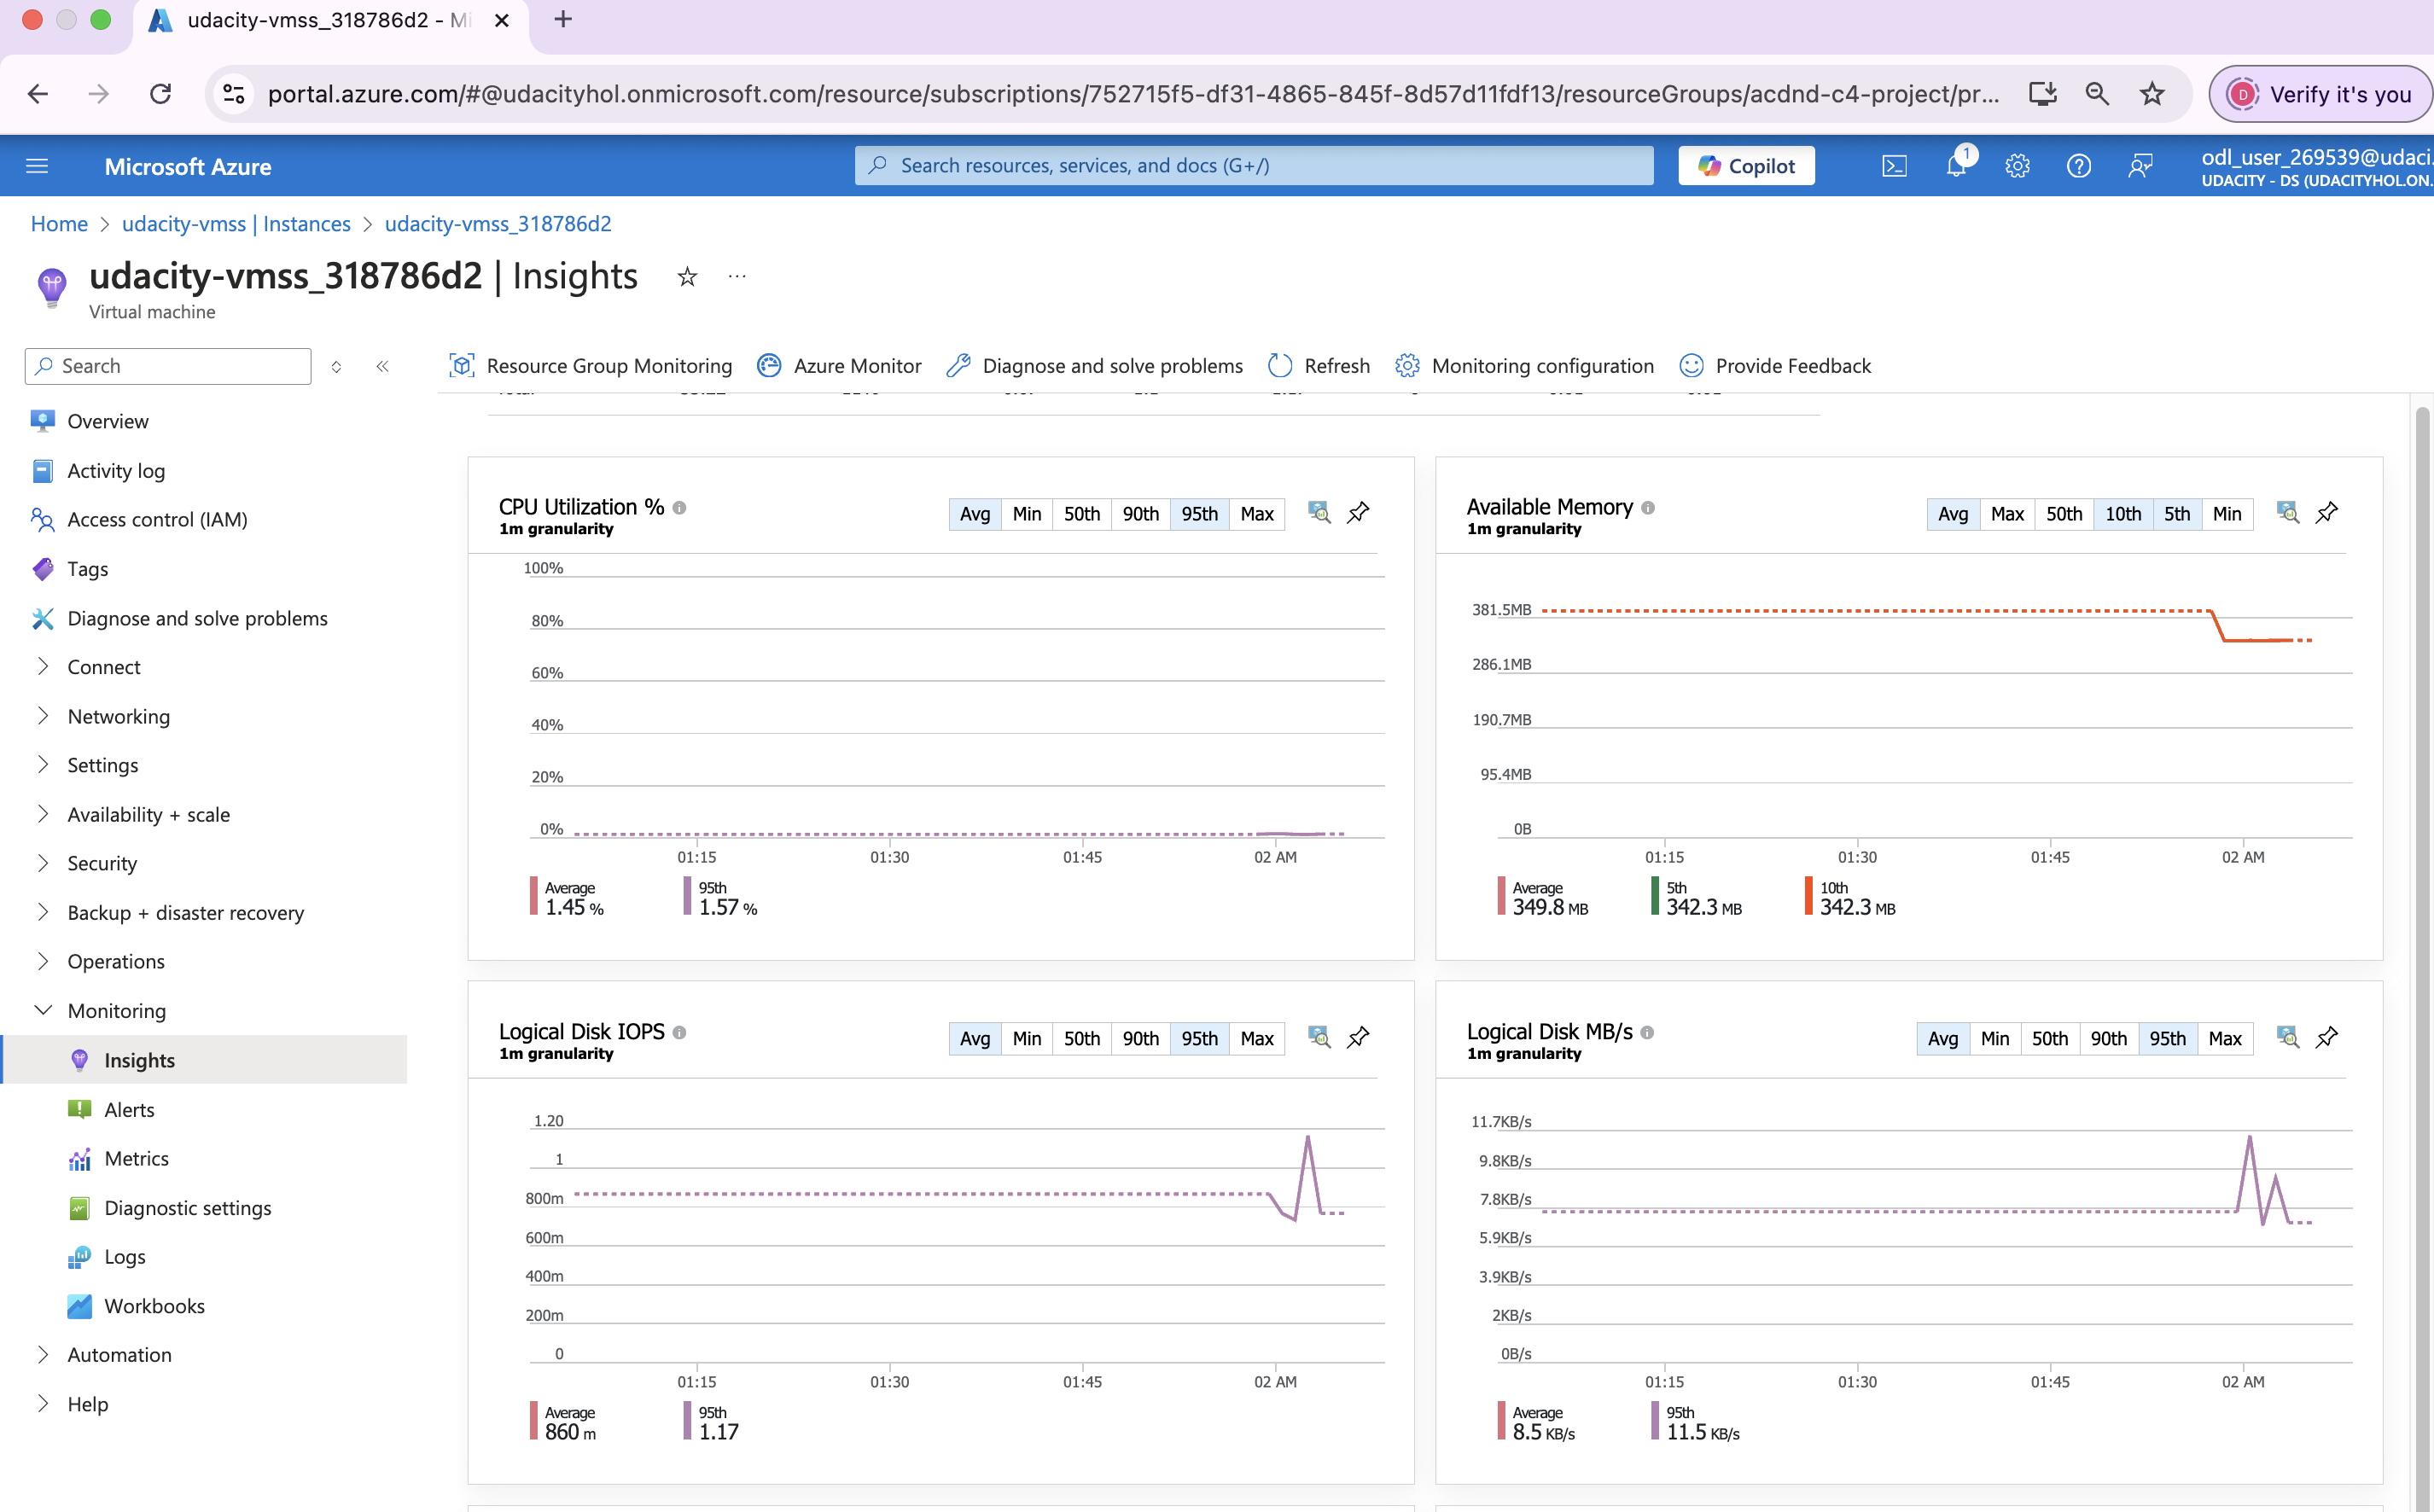 udacity-vmss_318786d2 - Mi
portal.azure.com/#@udacityhol.onmicrosoft.com/resource/subscriptions/752715f5-df31-4865-845f-8d57d11fdf13/resourceGroups/acdnd-c4-project/pr...
D Verify it's you
Microsoft Azure
Search resources, services, and docs (G+/)
Copilot
1
odl_user_269539@udaci...
UDACITY - DS (UDACITYHOL.ON...
Home > udacity-vmss | Instances > udacity-vmss_318786d2
udacity-vmss_318786d2 | Insights
Virtual machine
Search
Resource Group Monitoring Azure Monitor Diagnose and solve problems Refresh Monitoring configuration Provide Feedback
Overview
Activity log
Access control (IAM)
Tags
Diagnose and solve problems
Connect
Networking
Settings
Availability + scale
Security
Backup + disaster recovery
Operations
Monitoring
Insights
Alerts
Metrics
Diagnostic settings
Logs
Workbooks
Automation
Help
CPU Utilization %
1m granularity
Avg Min 50th 90th 95th Max
100%
80%
60%
40%
20%
0%
01:15 01:30 01:45 02 AM
Average 95th
1.45 % 1.57 %
Available Memory
1m granularity
Avg Max 50th 10th 5th Min
381.5MB
286.1MB
190.7MB
95.4MB
0B
01:15 01:30 01:45 02 AM
Average 5th 10th
349.8 MB 342.3 MB 342.3 MB
Logical Disk IOPS
1m granularity
Avg Min 50th 90th 95th Max
1.20
1
800m
600m
400m
200m
0
01:15 01:30 01:45 02 AM
Average 95th
860 m 1.17
Logical Disk MB/s
1m granularity
Avg Min 50th 90th 95th Max
11.7KB/s
9.8KB/s
7.8KB/s
5.9KB/s
3.9KB/s
2KB/s
0B/s
01:15 01:30 01:45 02 AM
Average 95th
8.5 KB/s 11.5 KB/s